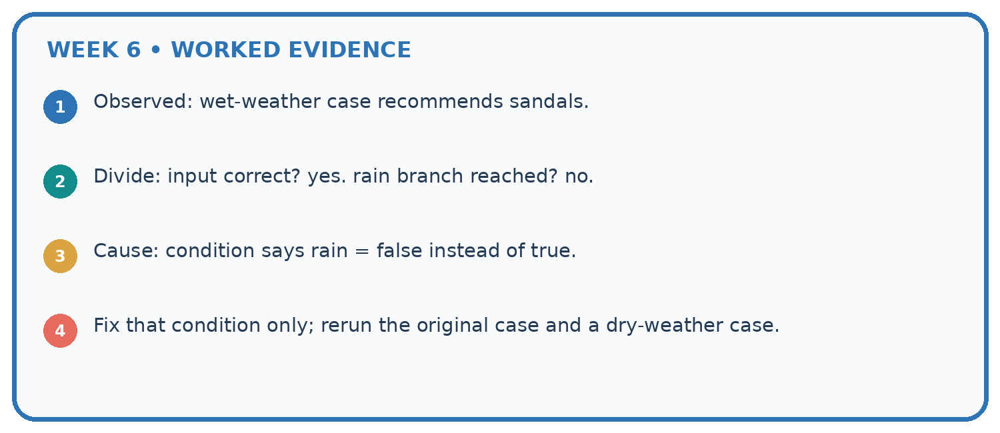 WEEK 6 • WORKED EVIDENCE
1 Observed: wet-weather case recommends sandals.
2 Divide: input correct? yes. rain branch reached? no.
3 Cause: condition says rain = false instead of true.
4 Fix that condition only; rerun the original case and a dry-weather case.